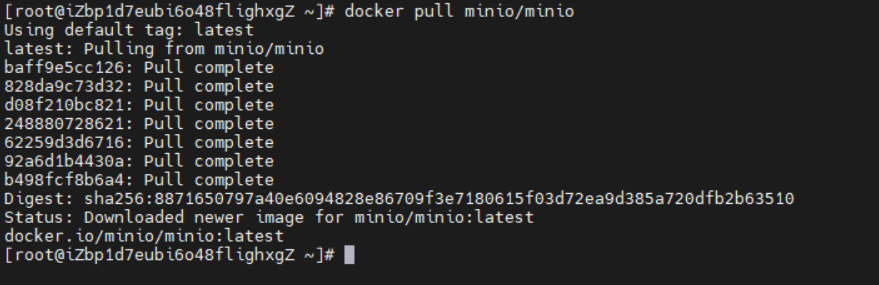 [root@iZbp1d7eubi6o48flighxgZ ~]# docker pull minio/minio
Using default tag: latest
latest: Pulling from minio/minio
baff9e5cc126: Pull complete
828da9c73d32: Pull complete
d08f210bc821: Pull complete
248880728621: Pull complete
62259d3d6716: Pull complete
92a6d1b4430a: Pull complete
b498fcf8b6a4: Pull complete
Digest: sha256:8871650797a40e6094828e86709f3e7180615f03d72ea9d385a720dfb2b63510
Status: Downloaded newer image for minio/minio:latest
docker.io/minio/minio:latest
[root@iZbp1d7eubi6o48flighxgZ ~]#